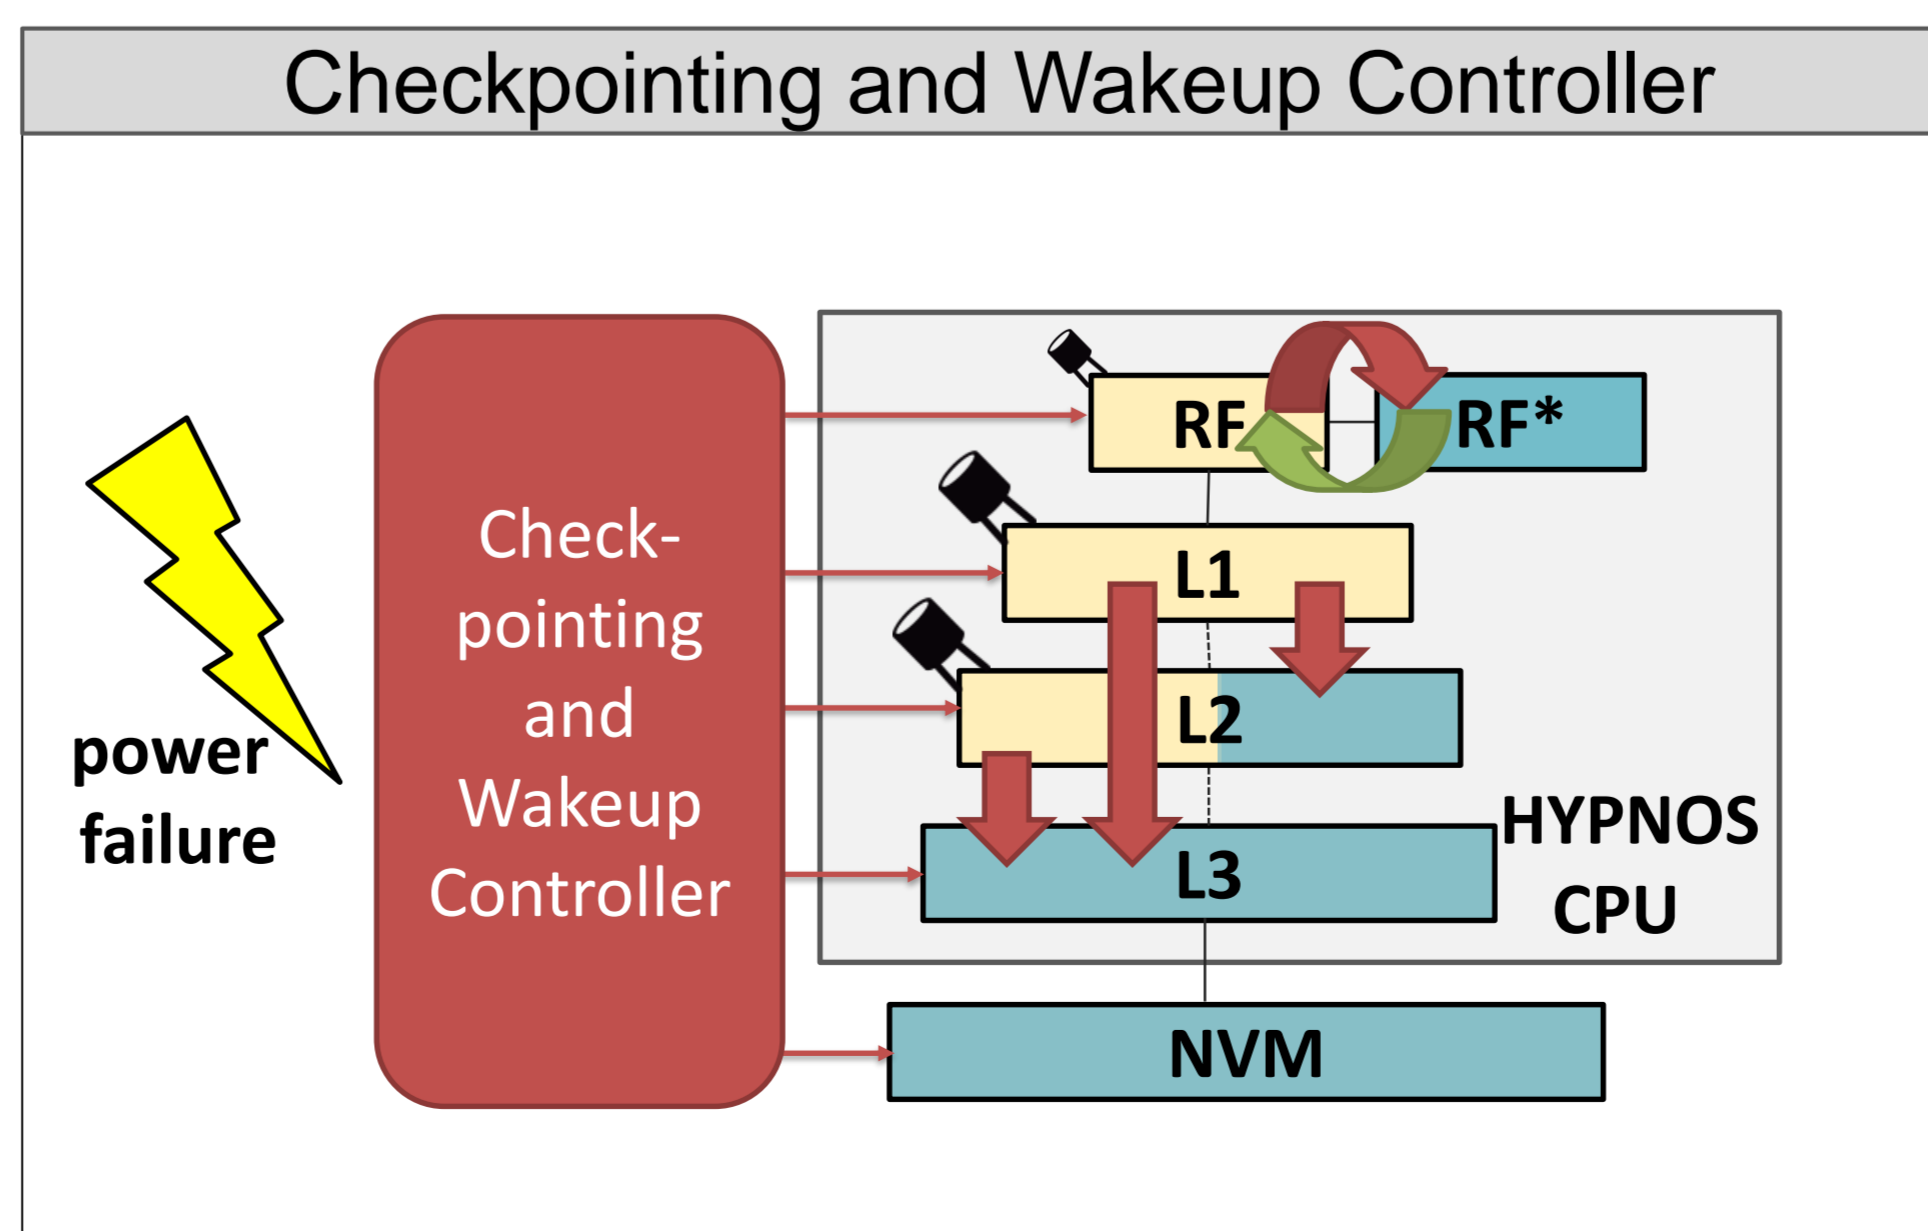 Checkpointing and Wakeup Controller
power
failure
Check-
pointing
and
Wakeup
Controller
RF
RF*
L1
L2
L3
HYPNOS
CPU
NVM